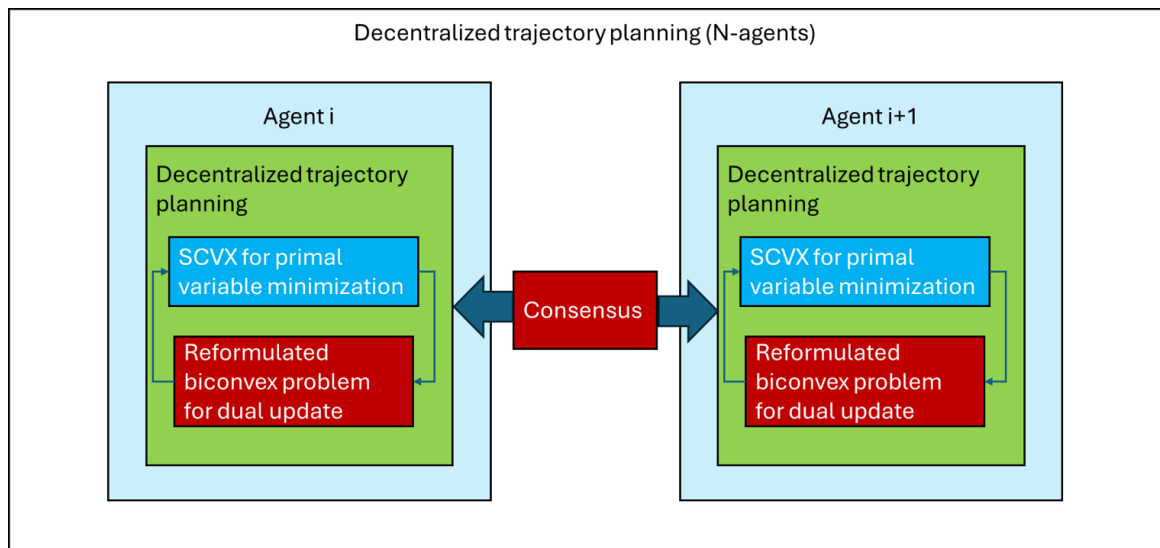 Decentralized trajectory planning (N-agents)
Agent i
Decentralized trajectory
planning
SCVX for primal
variable minimization
Reformulated
biconvex problem
for dual update
Consensus
Agent i+1
Decentralized trajectory
planning
SCVX for primal
variable minimization
Reformulated
biconvex problem
for dual update